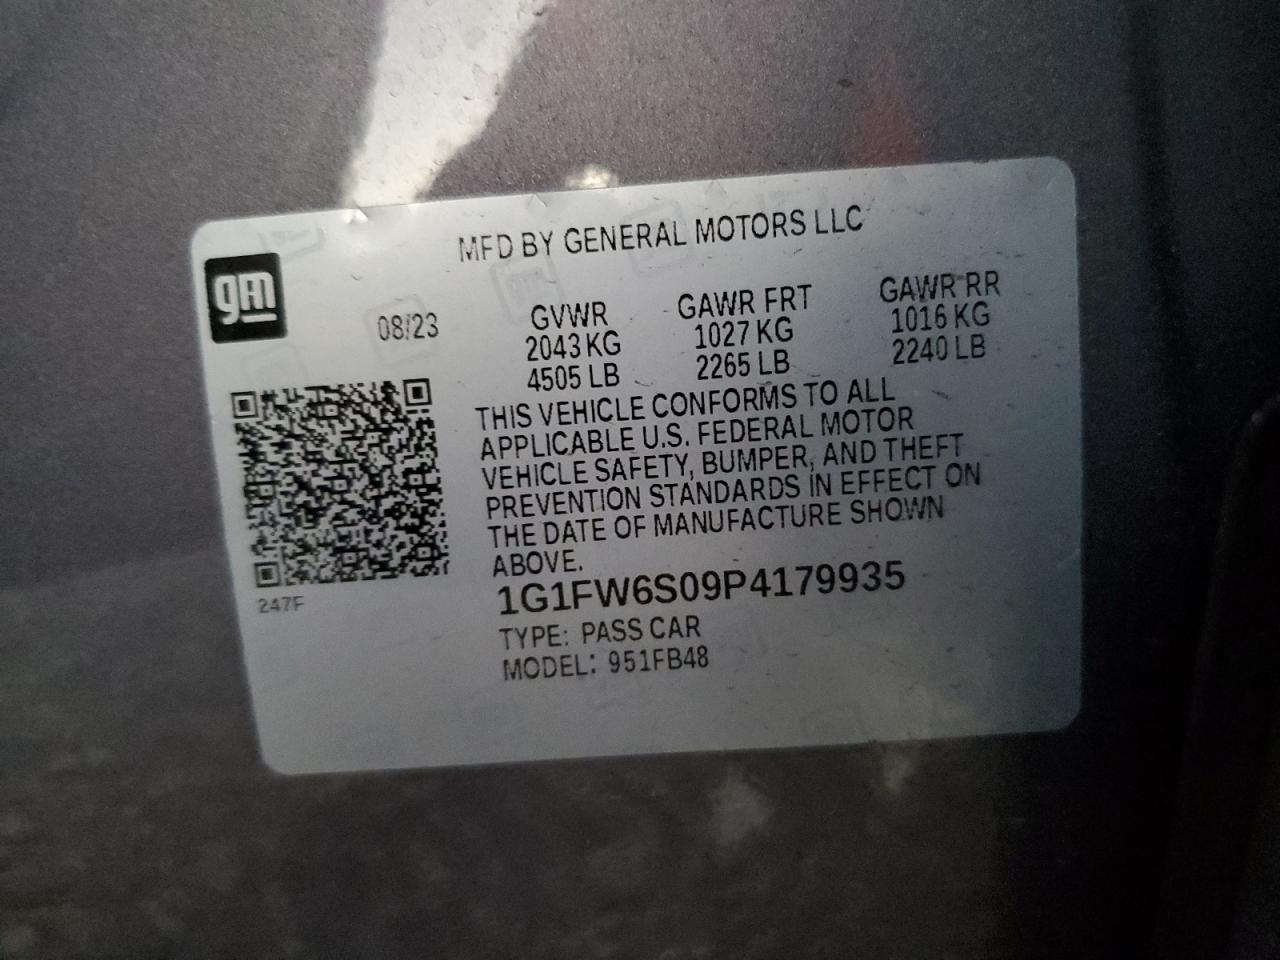 MFD BY GENERAL MOTORS LLC
gm
08/23
GVWR GAWR FRT GAWR RR
2043 KG 1027 KG 1016 KG
4505 LB 2265 LB 2240 LB
THIS VEHICLE CONFORMS TO ALL
APPLICABLE U.S. FEDERAL MOTOR
VEHICLE SAFETY, BUMPER, AND THEFT
PREVENTION STANDARDS IN EFFECT ON
THE DATE OF MANUFACTURE SHOWN
ABOVE.
247F
1G1FW6S09P4179935
TYPE: PASS CAR
MODEL: 951FB48